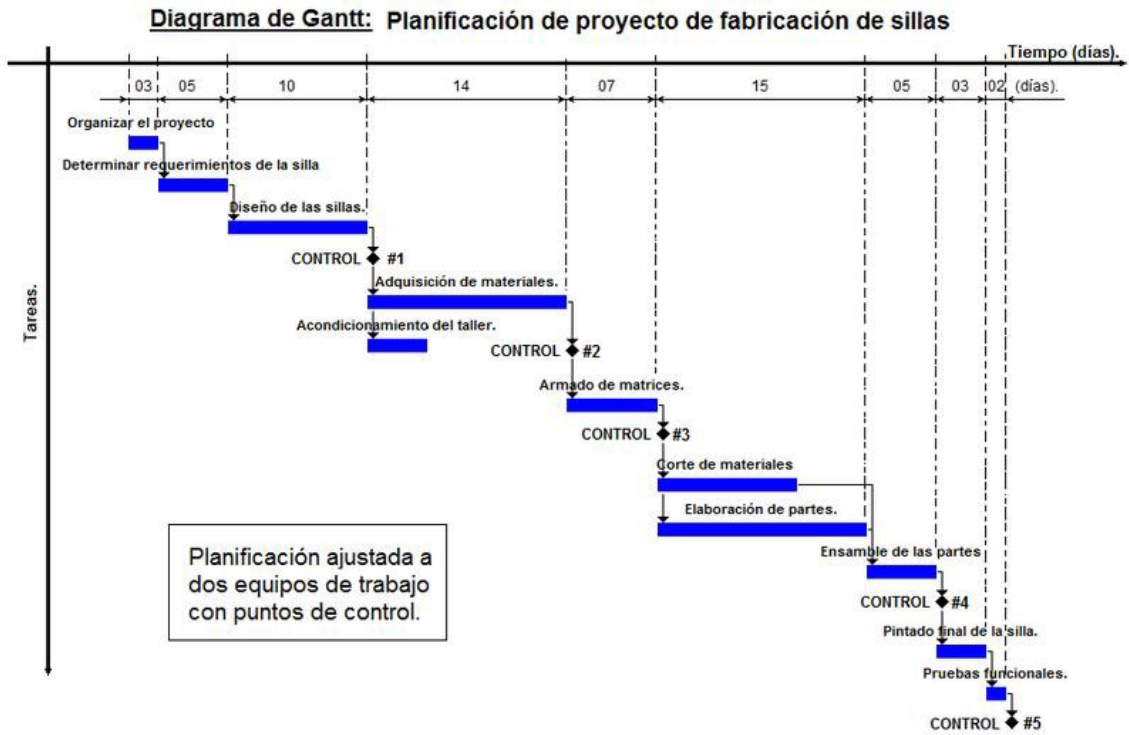 Diagrama de Gantt: Planificación de proyecto de fabricación de sillas
Tiempo (días).
03 05 10 14 07 15 05 03 02 (días).
Organizar el proyecto
Determinar requerimientos de la silla
Diseño de las sillas.
CONTROL #1
Adquisición de materiales.
Acondicionamiento del taller.
CONTROL #2
Armado de matrices.
CONTROL #3
Corte de materiales
Elaboración de partes.
Ensamble de las partes
CONTROL #4
Pintado final de la silla.
Pruebas funcionales.
CONTROL #5
Tareas.
Planificación ajustada a
dos equipos de trabajo
con puntos de control.